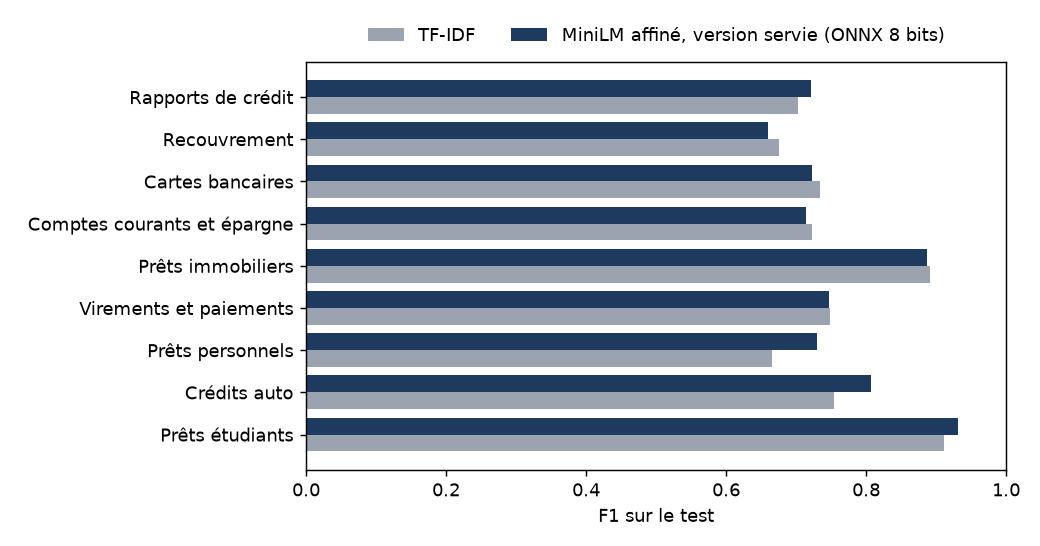 TF-IDF
MiniLM affiné, version servie (ONNX 8 bits)
Rapports de crédit
Recouvrement
Cartes bancaires
Comptes courants et épargne
Prêts immobiliers
Virements et paiements
Prêts personnels
Crédits auto
Prêts étudiants
0.0 0.2 0.4 0.6 0.8 1.0
F1 sur le test